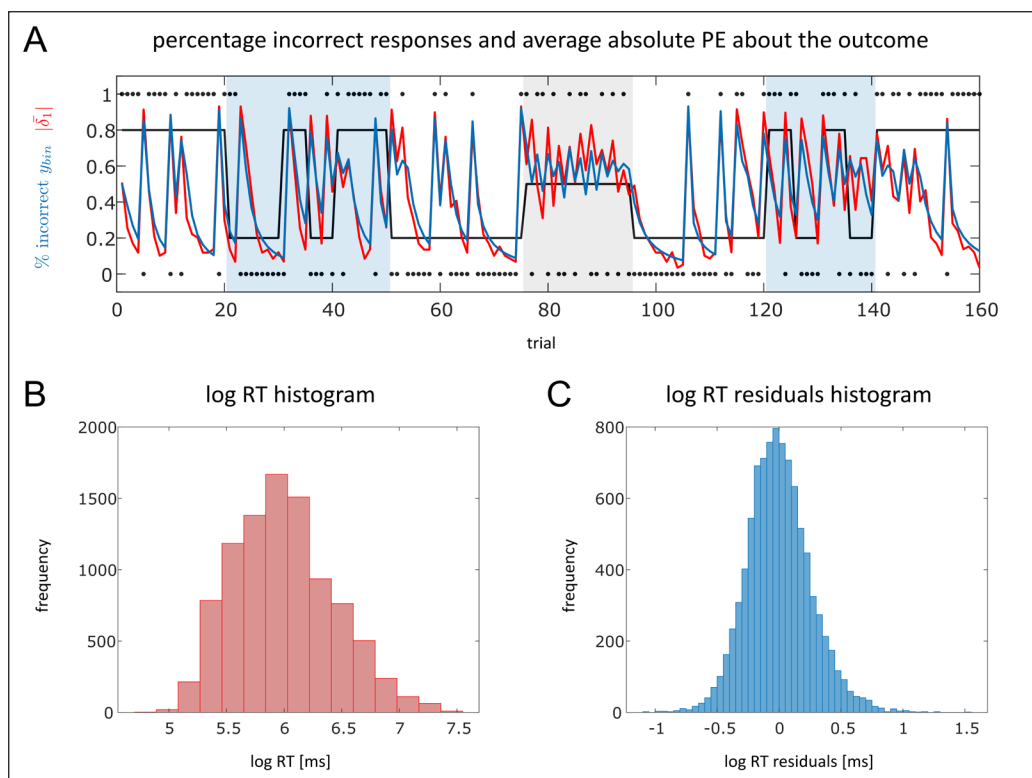 A
percentage incorrect responses and average absolute PE about the outcome
% incorrect y_bin |δ̄_1|
1
0.8
0.6
0.4
0.2
0
0 20 40 60 80 100 120 140 160
trial
B
log RT histogram
frequency
2000
1500
1000
500
0
5 5.5 6 6.5 7 7.5
log RT [ms]
C
log RT residuals histogram
frequency
800
600
400
200
0
-1 -0.5 0 0.5 1 1.5
log RT residuals [ms]